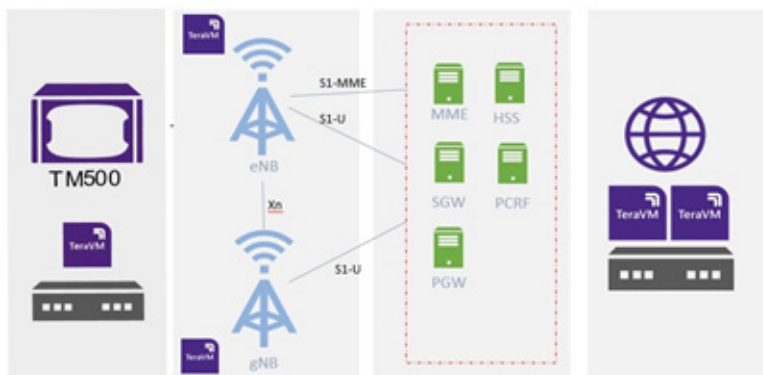 TM500
TeraVM
TeraVM
eNB
S1-MME
S1-U
Xn
S1-U
gNB
TeraVM
MME
HSS
SGW
PCRF
PGW
TeraVM
TeraVM